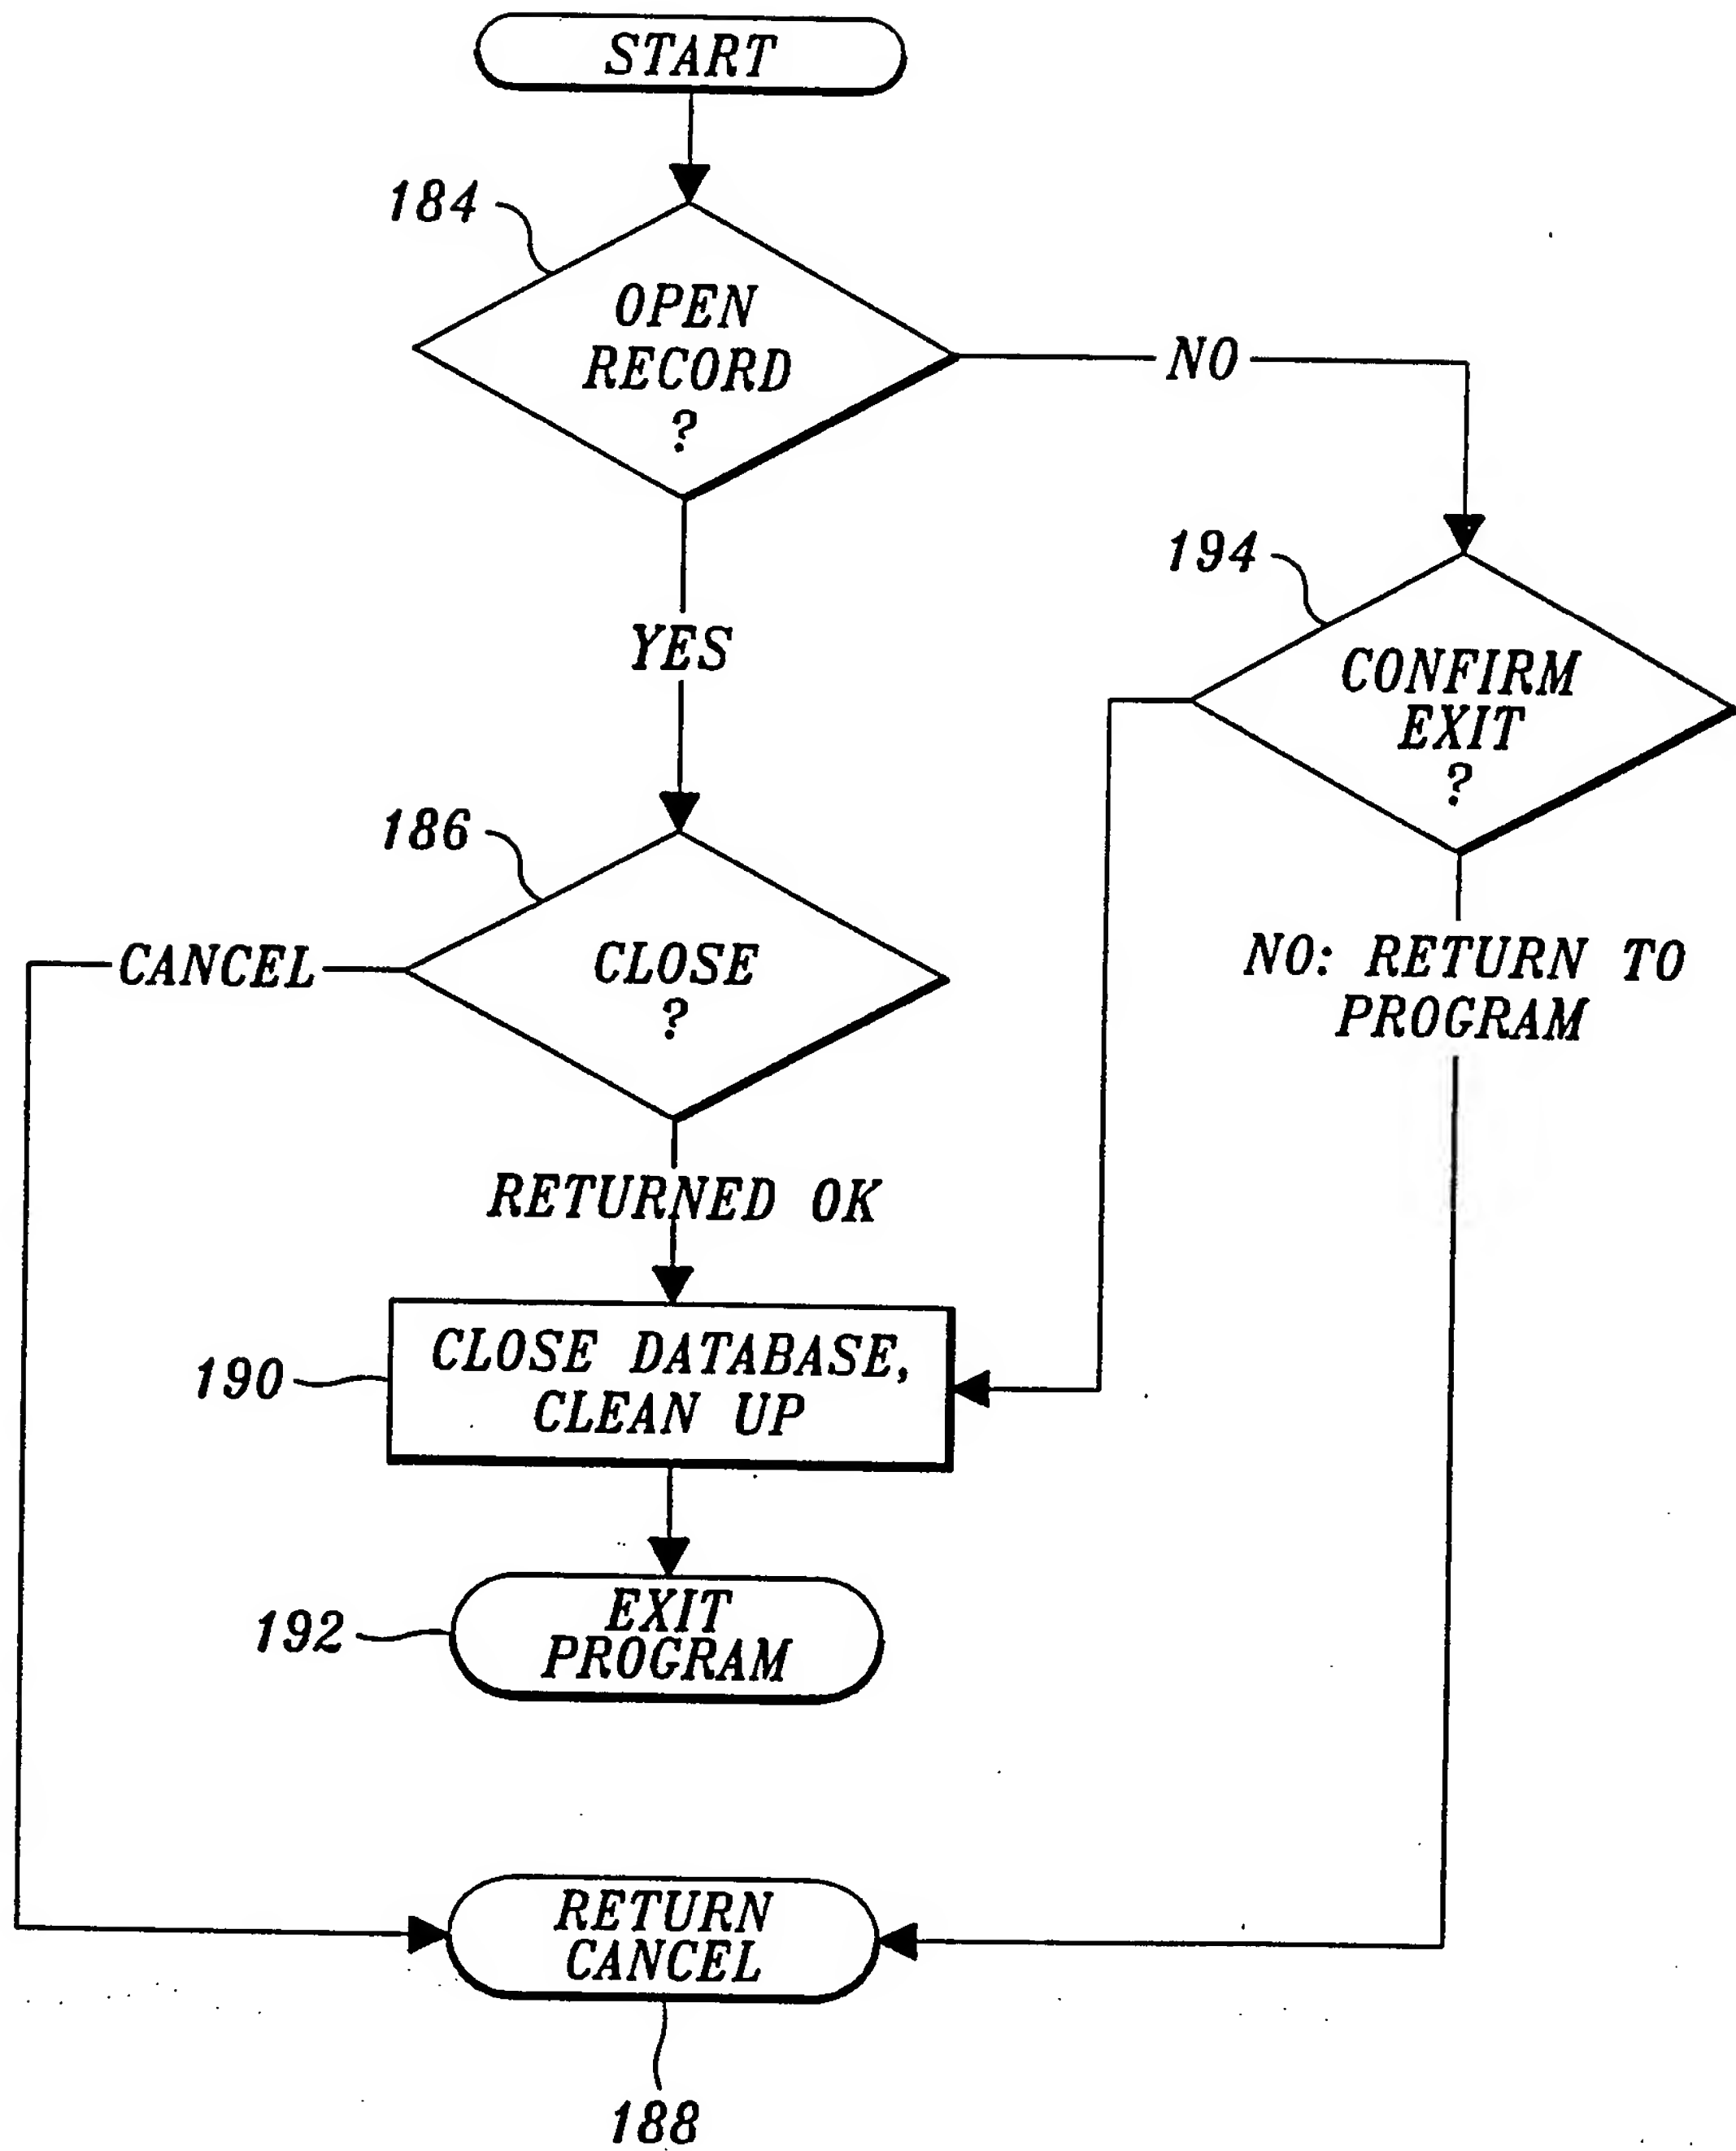 START
184
OPEN
RECORD
?
NO
194
CONFIRM
EXIT
?
YES
186
CANCEL
CLOSE
?
NO: RETURN TO
PROGRAM
RETURNED OK
190
CLOSE DATABASE,
CLEAN UP
192
EXIT
PROGRAM
RETURN
CANCEL
188